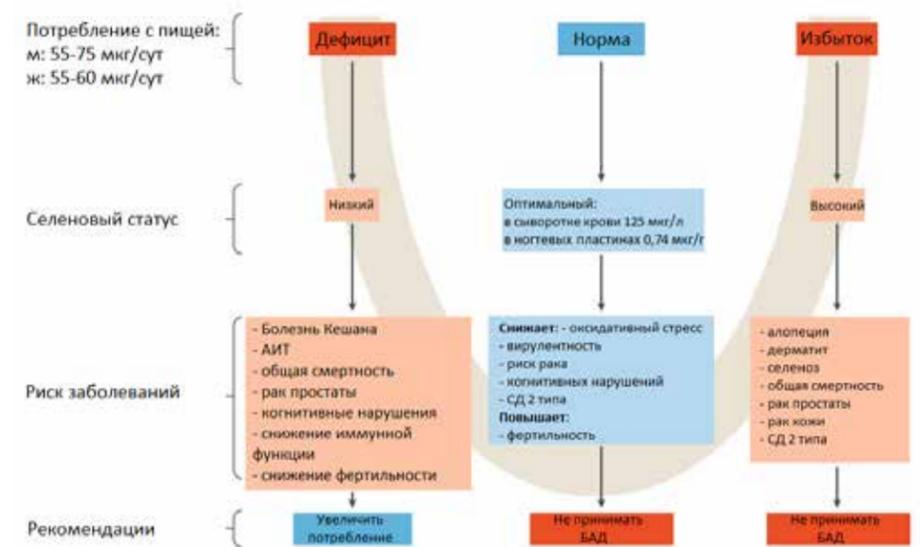 Потребление с пищей:
м: 55-75 мкг/сут
ж: 55-60 мкг/сут
Дефицит
Норма
Избыток
Селеновый статус
Низкий
Оптимальный:
в сыворотке крови 125 мкг/л
в ногтевых пластинах 0,74 мкг/г
Высокий
Риск заболеваний
- Болезнь Кешана
- АИТ
- общая смертность
- рак простаты
- когнитивные нарушения
- снижение иммунной
функции
- снижение фертильности
Снижает: - оксидативный стресс
- вирулентность
- риск рака
- когнитивных нарушений
- СД 2 типа
Повышает:
- фертильность
- алопеция
- дерматит
- селеноз
- общая смертность
- рак простаты
- рак кожи
- СД 2 типа
Рекомендации
Увеличить
потребление
Не принимать
БАД
Не принимать
БАД